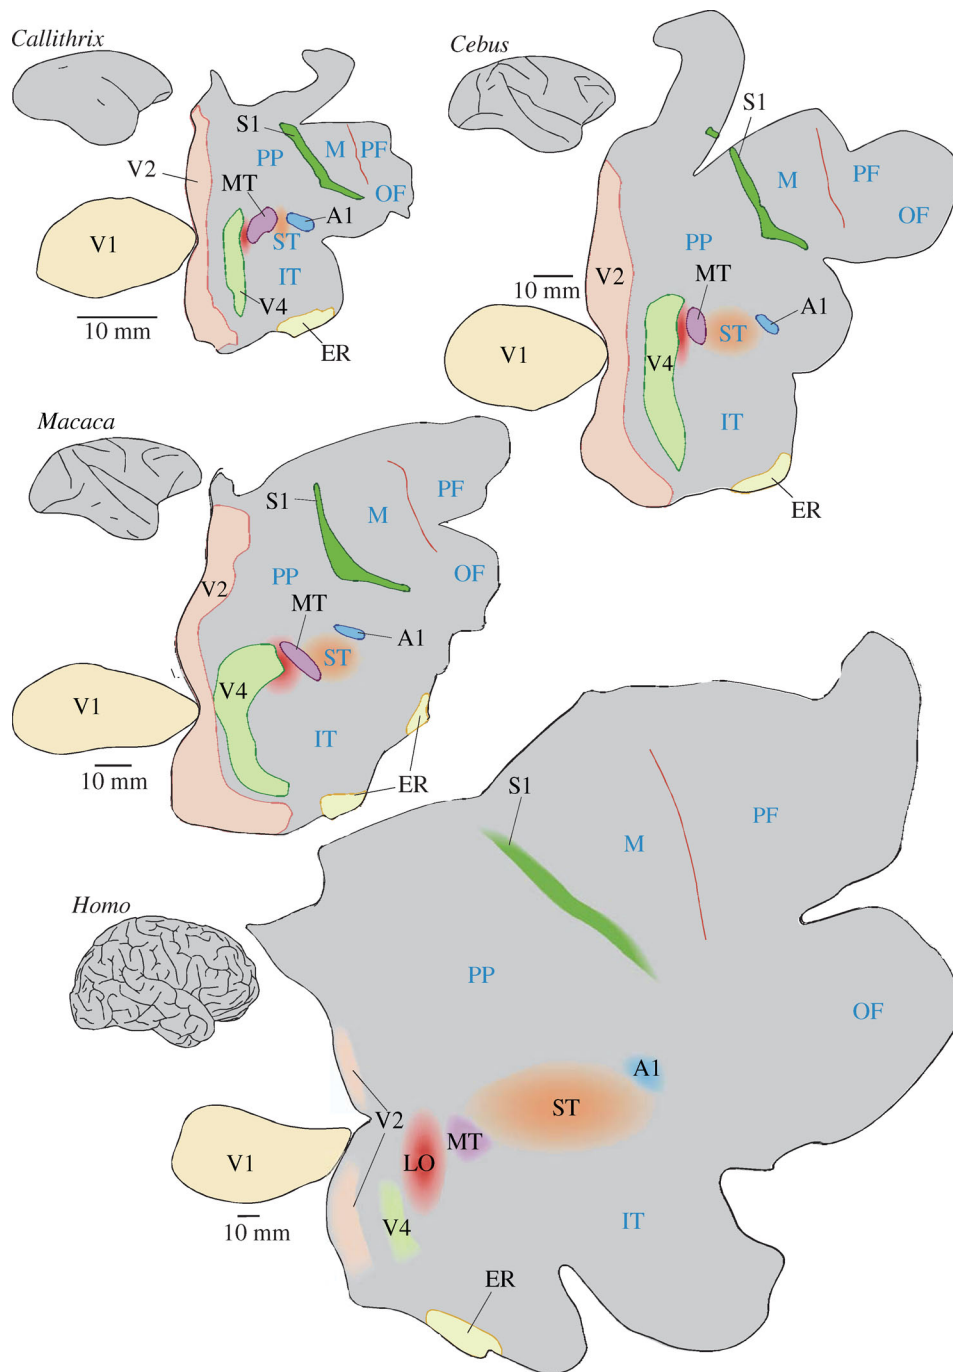 Callithrix
S1
PP
M
PF
V2
MT
OF
A1
V1
ST
IT
V4
10 mm
ER
Cebus
S1
M
PF
OF
PP
V2
MT
10 mm
A1
V1
V4
ST
IT
ER
Macaca
S1
PF
M
PP
OF
V2
MT
A1
V4
ST
V1
IT
10 mm
ER
Homo
S1
M
PF
PP
OF
A1
ST
V2
MT
V1
LO
V4
IT
10 mm
ER